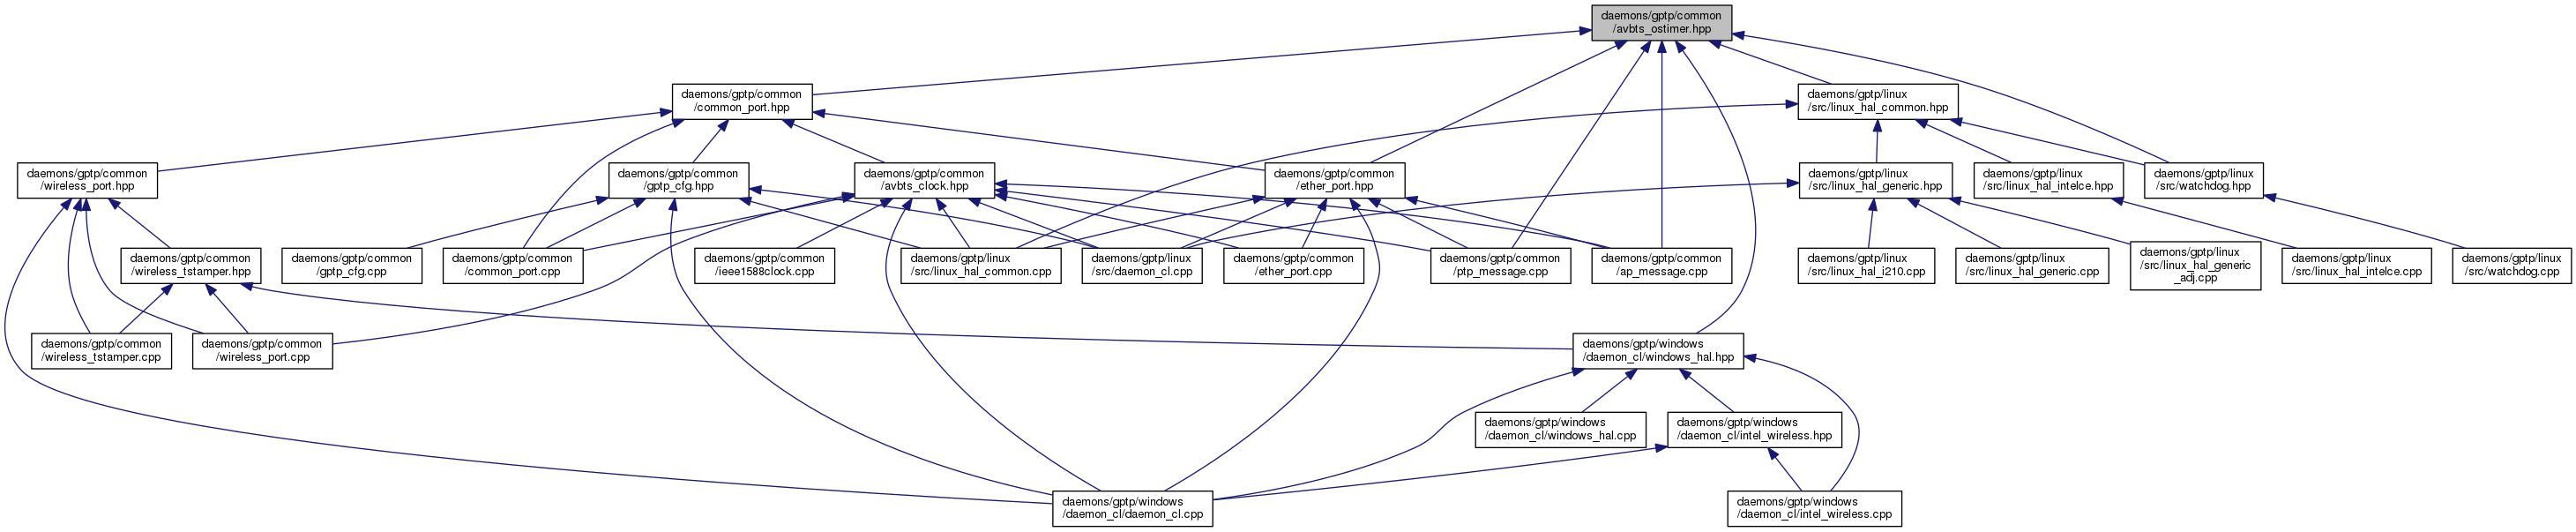 daemons/gptp/common
/avbts_ostimer.hpp
daemons/gptp/common
/common_port.hpp
daemons/gptp/linux
/src/linux_hal_common.hpp
daemons/gptp/common
/wireless_port.hpp
daemons/gptp/common
/gptp_cfg.hpp
daemons/gptp/common
/avbts_clock.hpp
daemons/gptp/common
/ether_port.hpp
daemons/gptp/linux
/src/linux_hal_generic.hpp
daemons/gptp/linux
/src/linux_hal_intelce.hpp
daemons/gptp/linux
/src/watchdog.hpp
daemons/gptp/common
/wireless_tstamper.hpp
daemons/gptp/common
/gptp_cfg.cpp
daemons/gptp/common
/common_port.cpp
daemons/gptp/common
/ieee1588clock.cpp
daemons/gptp/linux
/src/linux_hal_common.cpp
daemons/gptp/linux
/src/daemon_cl.cpp
daemons/gptp/common
/ether_port.cpp
daemons/gptp/common
/ptp_message.cpp
daemons/gptp/common
/ap_message.cpp
daemons/gptp/linux
/src/linux_hal_i210.cpp
daemons/gptp/linux
/src/linux_hal_generic.cpp
daemons/gptp/linux
/src/linux_hal_generic
_adj.cpp
daemons/gptp/linux
/src/linux_hal_intelce.cpp
daemons/gptp/linux
/src/watchdog.cpp
daemons/gptp/common
/wireless_tstamper.cpp
daemons/gptp/common
/wireless_port.cpp
daemons/gptp/windows
/daemon_cl/windows_hal.hpp
daemons/gptp/windows
/daemon_cl/windows_hal.cpp
daemons/gptp/windows
/daemon_cl/intel_wireless.hpp
daemons/gptp/windows
/daemon_cl/daemon_cl.cpp
daemons/gptp/windows
/daemon_cl/intel_wireless.cpp